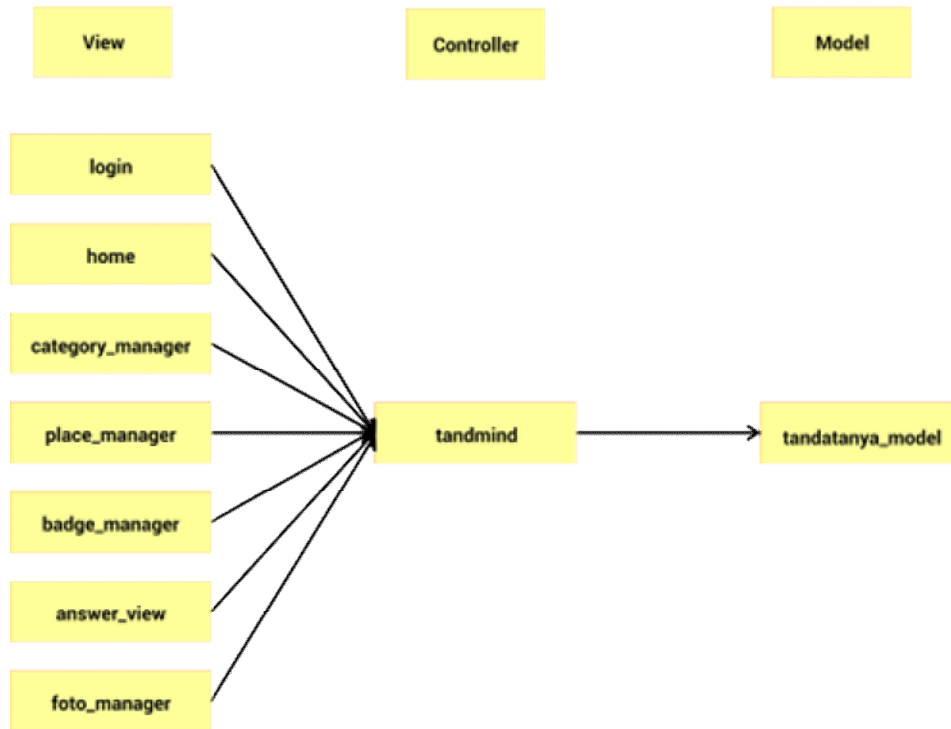 View
Controller
Model
login
home
category_manager
place_manager
tandmind
tandatanya_model
badge_manager
answer_view
foto_manager